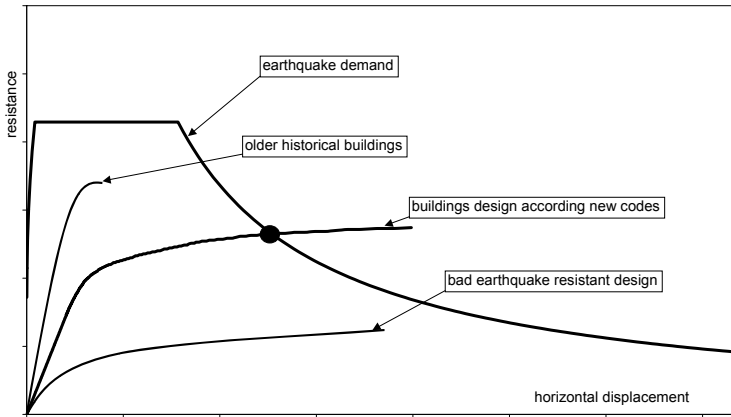 earthquake demand
resistance
older historical buildings
buildings design according new codes
bad earthquake resistant design
horizontal displacement